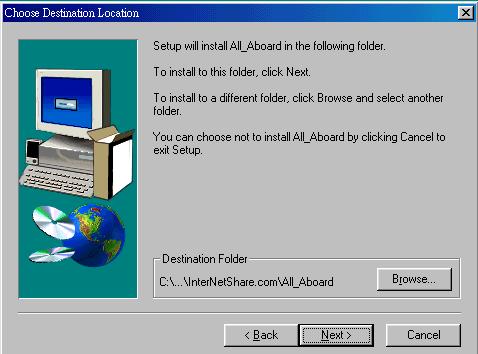 Choose Destination Location
Setup will install All_Aboard in the following folder.
To install to this folder, click Next.
To install to a different folder, click Browse and select another
folder.
You can choose not to install All_Aboard by clicking Cancel to
exit Setup.
Destination Folder
C:\...\InterNetShare.com\All_Aboard
Browse...
< Back
Next >
Cancel